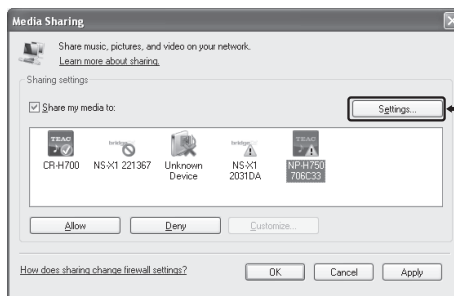 Media Sharing
Share music, pictures, and video on your network.
Learn more about sharing.
Sharing settings
Share my media to:
Settings...
TEAC
TEAC
CR-H700
NS-X1 221367
Unknown Device
NS-X1 2031DA
NP-H750 706C33
Allow
Deny
Customize...
How does sharing change firewall settings?
OK
Cancel
Apply